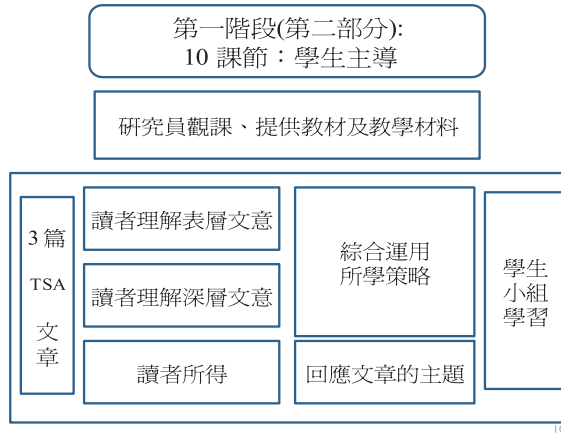 第一階段(第二部分):
10 課節：學生主導
研究員觀課、提供教材及教學材料
3 篇
TSA
文
章
讀者理解表層文意
讀者理解深層文意
讀者所得
綜合運用
所學策略
回應文章的主題
學生
小組
學習